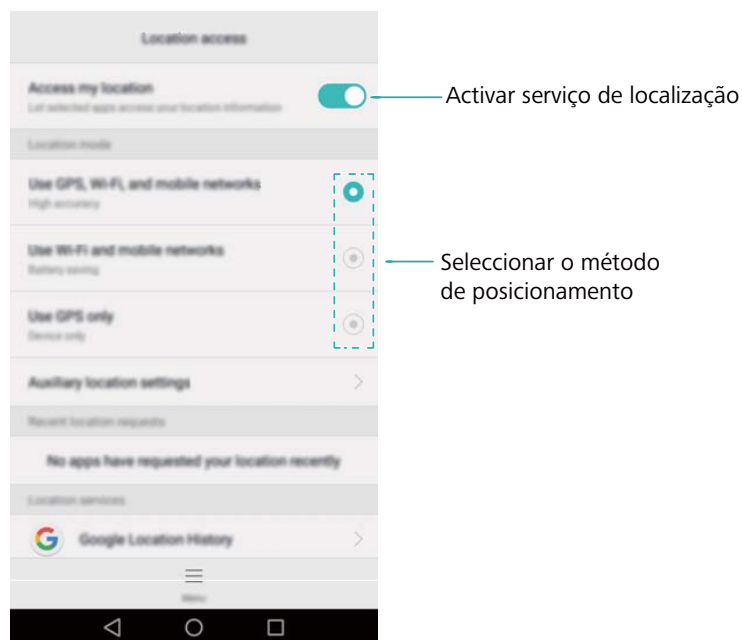 Location access
Access my location
Activar serviço de localização
Let selected apps access your location information
Location mode
Use GPS, Wi-Fi, and mobile networks
High accuracy
Use Wi-Fi and mobile networks
Battery saving
Seleccionar o método
de posicionamento
Use GPS only
Device only
Auxiliary location settings
Recent location requests
No apps have requested your location recently
Location services
G
Google Location History
Menu